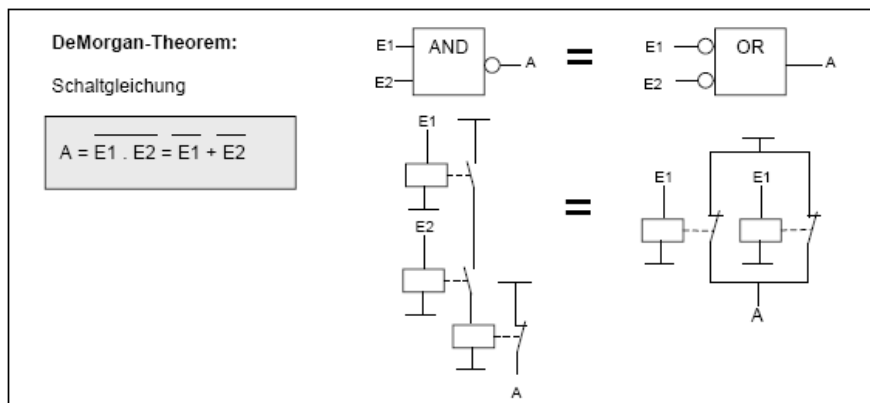 DeMorgan-Theorem:
Schaltgleichung
A = E1 . E2 = E1 + E2
E1
AND
E2
A
=
E1
OR
E2
A
E1
E2
A
=
E1
E1
A